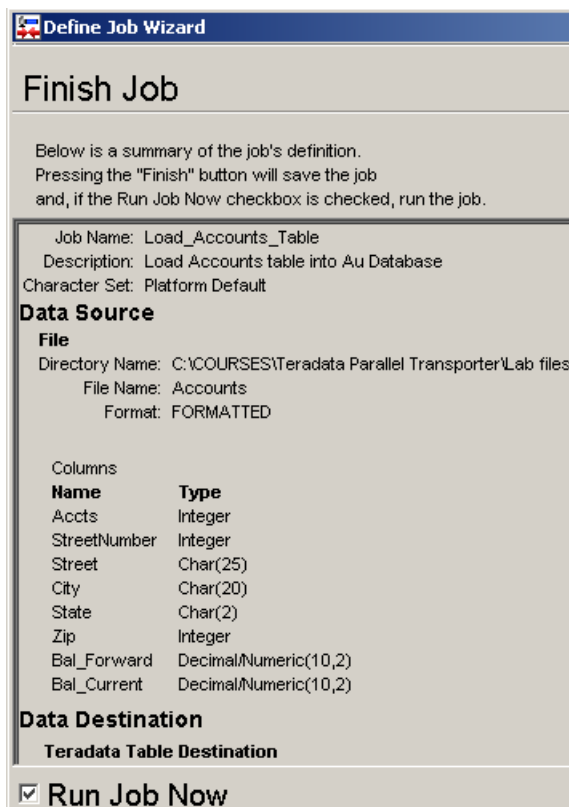 Define Job Wizard
Finish Job
Below is a summary of the job's definition.
Pressing the "Finish" button will save the job
and, if the Run Job Now checkbox is checked, run the job.
Job Name: Load_Accounts_Table
Description: Load Accounts table into Au Database
Character Set: Platform Default
Data Source
File
Directory Name: C:\COURSES\Teradata Parallel Transporter\Lab files
File Name: Accounts
Format: FORMATTED
Columns
Name Type
Accts Integer
StreetNumber Integer
Street Char(25)
City Char(20)
State Char(2)
Zip Integer
Bal_Forward Decimal/Numeric(10,2)
Bal_Current Decimal/Numeric(10,2)
Data Destination
Teradata Table Destination
Run Job Now